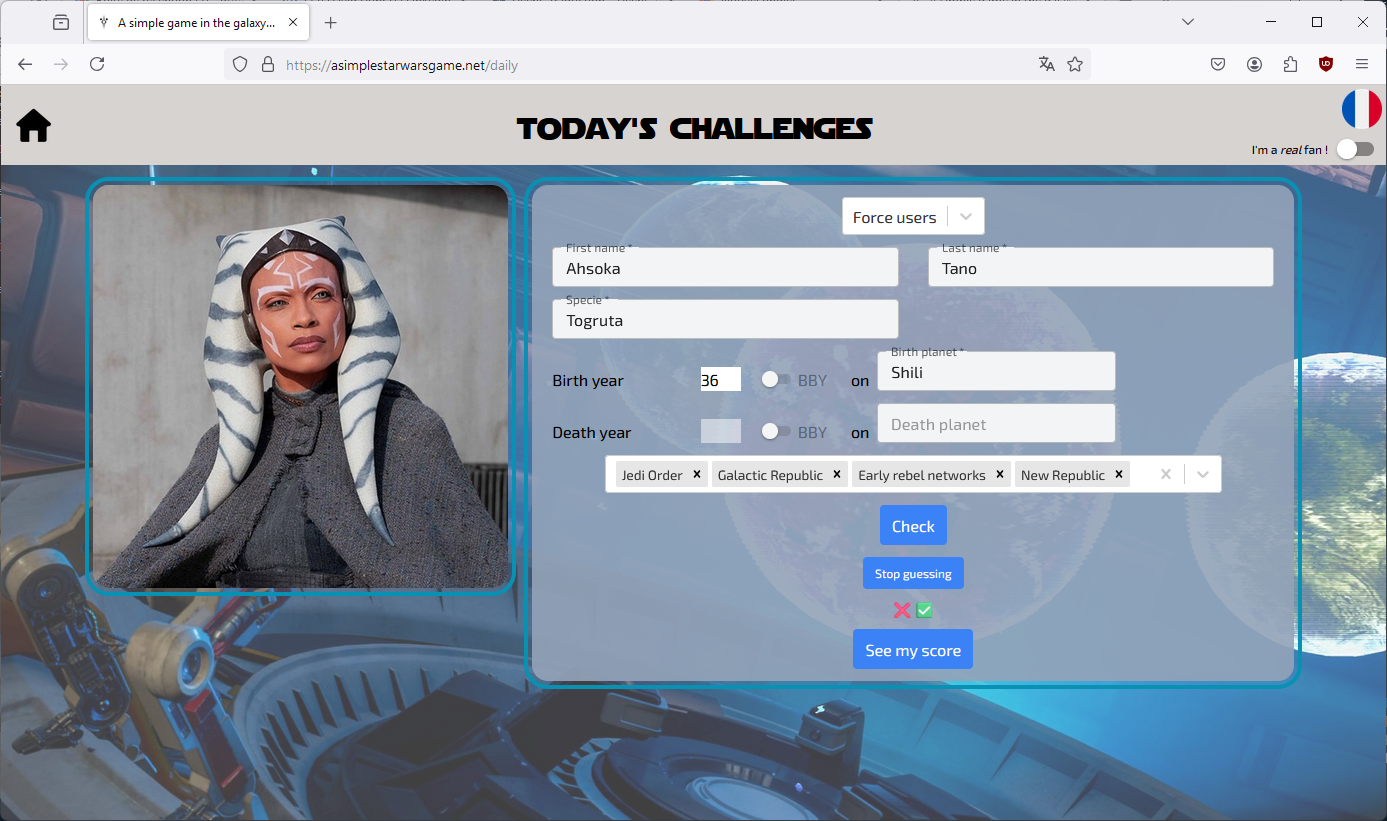 A simple game in the galaxy...
https://asimplestarwarsgame.net/daily
TODAY'S CHALLENGES
I'm a real fan !
Force users
First name *
Ahsoka
Last name *
Tano
Specie *
Togruta
Birth year 36 BBY on
Birth planet *
Shili
Death year BBY on Death planet
Jedi Order Galactic Republic Early rebel networks New Republic
Check
Stop guessing
See my score